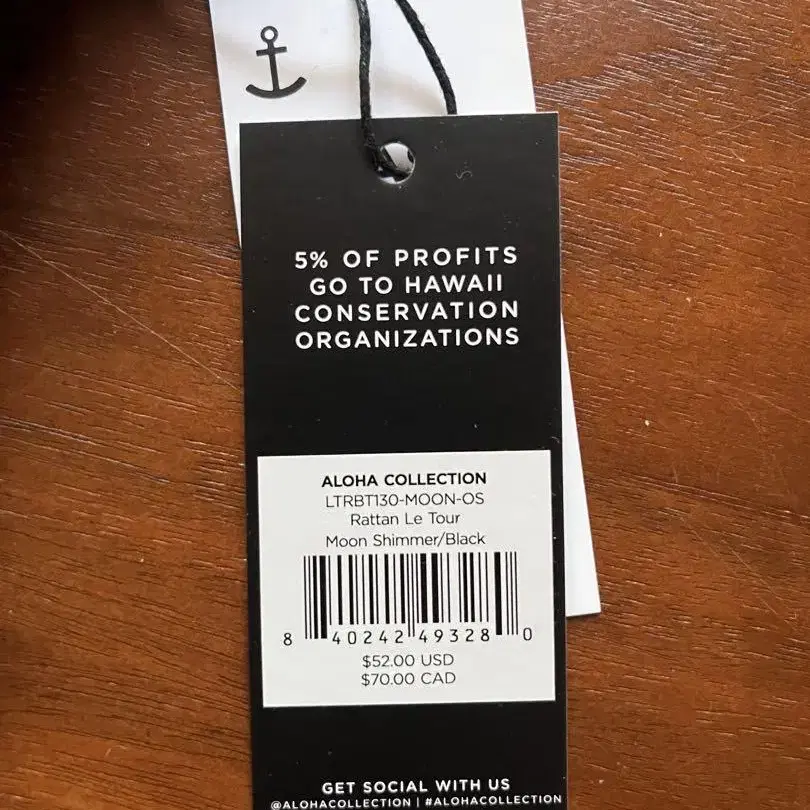 5% OF PROFITS
GO TO HAWAII
CONSERVATION
ORGANIZATIONS
ALOHA COLLECTION
LTRBT130-MOON-OS
Rattan Le Tour
Moon Shimmer/Black
8 40242 49328 0
$52.00 USD
$70.00 CAD
GET SOCIAL WITH US
@ALOHACOLLECTION | #ALOHACOLLECTION